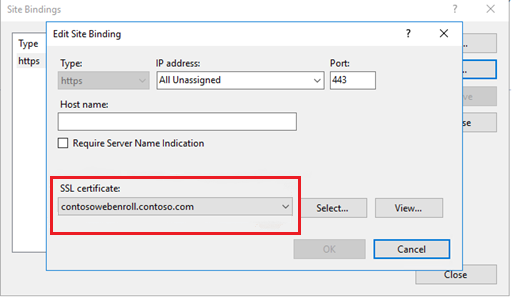 Site Bindings
Type
https
Edit Site Binding
Type: IP address: Port:
https All Unassigned 443
Host name:
Require Server Name Indication
SSL certificate:
contosowebenroll.contoso.com Select... View...
OK Cancel
Close